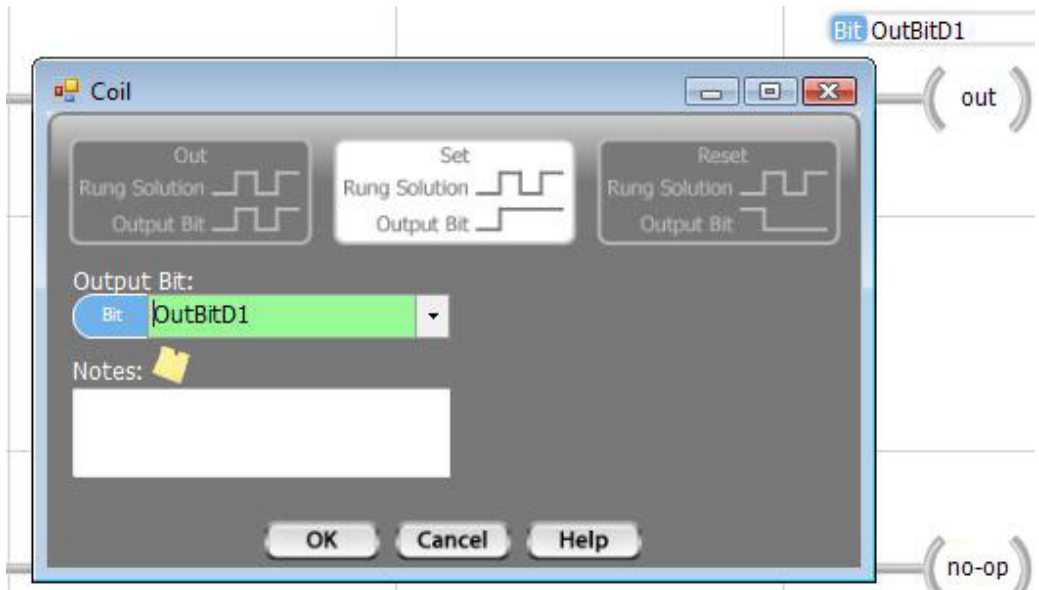 Bit OutBitD1
Coil
out
Out Set Reset
Rung Solution Rung Solution Rung Solution
Output Bit Output Bit Output Bit
Output Bit:
Bit OutBitD1
Notes:
OK Cancel Help
no-op